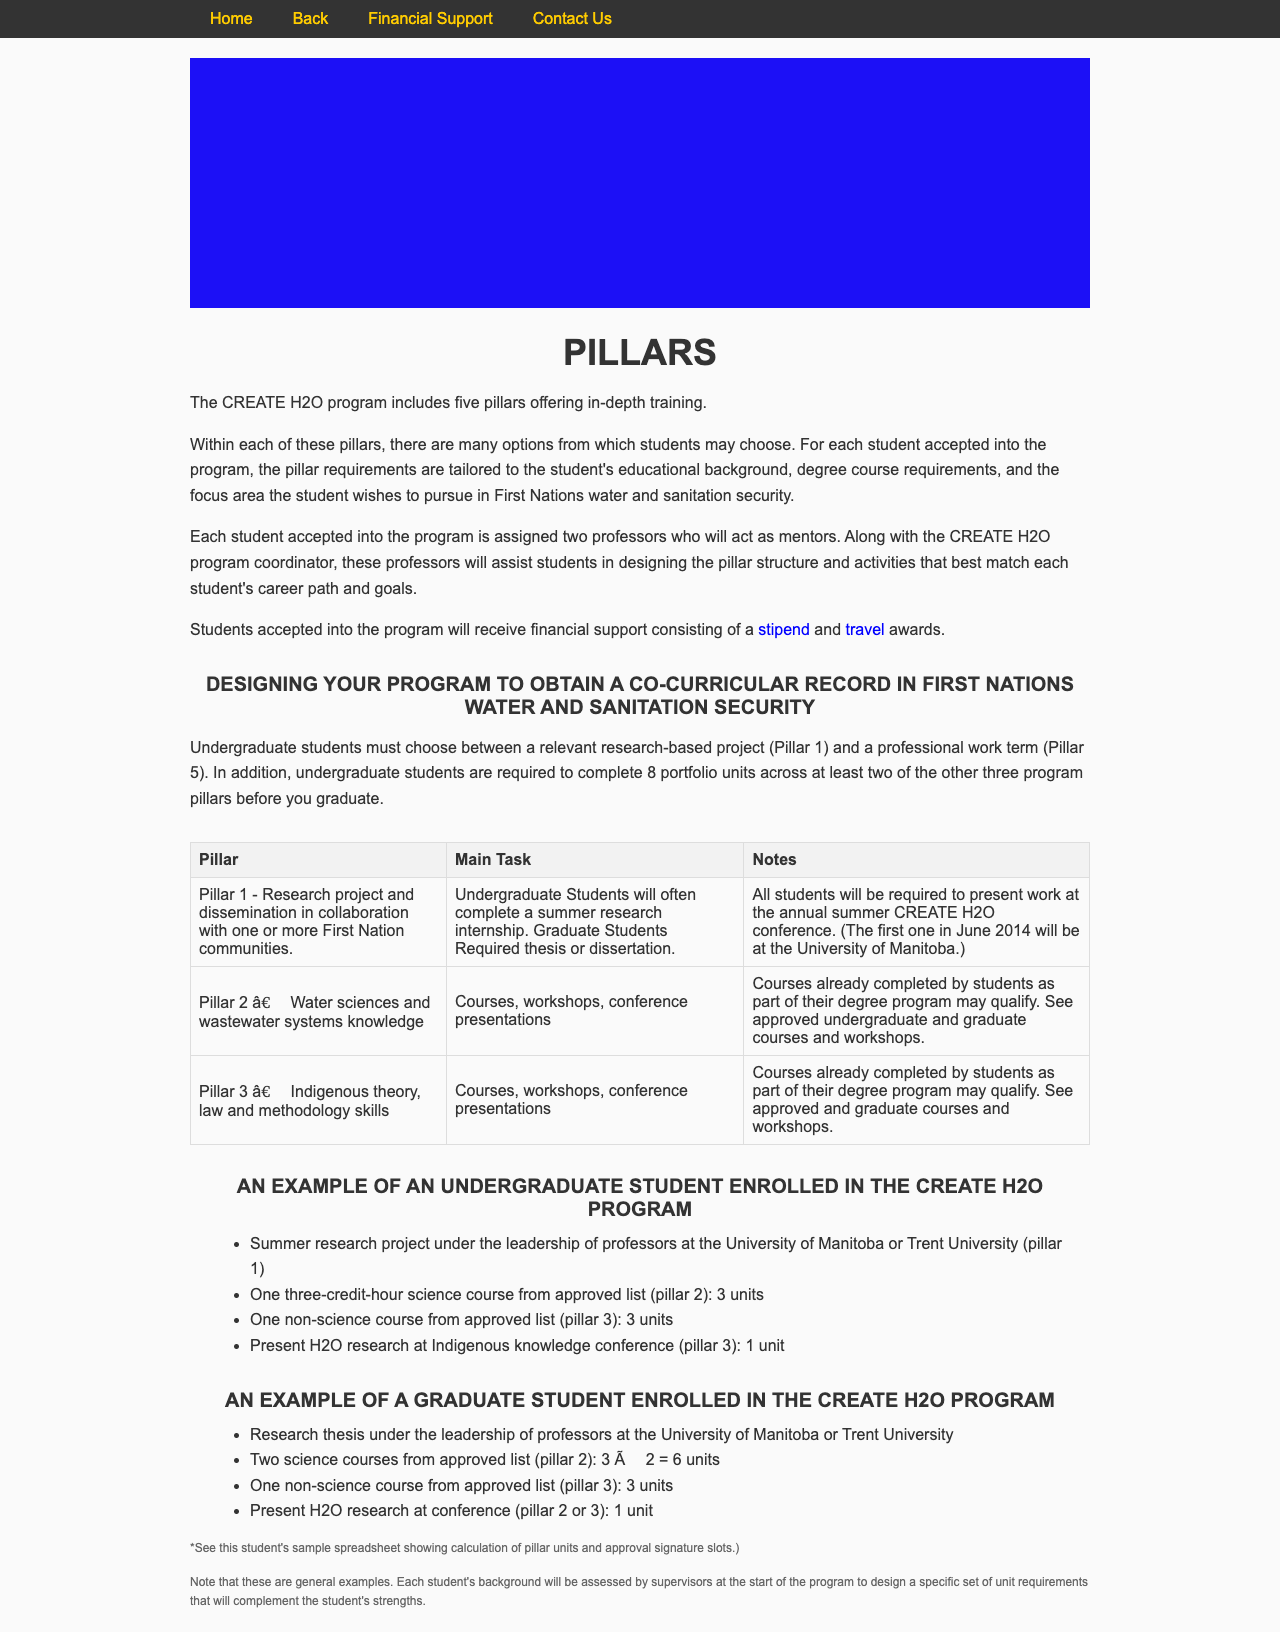 Home Back Financial Support Contact Us
PILLARS
The CREATE H2O program includes five pillars offering in-depth training.
Within each of these pillars, there are many options from which students may choose. For each student accepted into the
program, the pillar requirements are tailored to the student's educational background, degree course requirements, and the
focus area the student wishes to pursue in First Nations water and sanitation security.
Each student accepted into the program is assigned two professors who will act as mentors. Along with the CREATE H2O
program coordinator, these professors will assist students in designing the pillar structure and activities that best match each
student's career path and goals.
Students accepted into the program will receive financial support consisting of a stipend and travel awards.
DESIGNING YOUR PROGRAM TO OBTAIN A CO-CURRICULAR RECORD IN FIRST NATIONS
WATER AND SANITATION SECURITY
Undergraduate students must choose between a relevant research-based project (Pillar 1) and a professional work term (Pillar
5). In addition, undergraduate students are required to complete 8 portfolio units across at least two of the other three program
pillars before you graduate.
Pillar Main Task Notes
Pillar 1 - Research project and
dissemination in collaboration
with one or more First Nation
communities.
Undergraduate Students will often
complete a summer research
internship. Graduate Students
Required thesis or dissertation.
All students will be required to present work at
the annual summer CREATE H2O
conference. (The first one in June 2014 will be
at the University of Manitoba.)
Pillar 2 â€ Water sciences and
wastewater systems knowledge
Courses, workshops, conference
presentations
Courses already completed by students as
part of their degree program may qualify. See
approved undergraduate and graduate
courses and workshops.
Pillar 3 â€ Indigenous theory,
law and methodology skills
Courses, workshops, conference
presentations
Courses already completed by students as
part of their degree program may qualify. See
approved and graduate courses and
workshops.
AN EXAMPLE OF AN UNDERGRADUATE STUDENT ENROLLED IN THE CREATE H2O
PROGRAM
• Summer research project under the leadership of professors at the University of Manitoba or Trent University (pillar
1)
• One three-credit-hour science course from approved list (pillar 2): 3 units
• One non-science course from approved list (pillar 3): 3 units
• Present H2O research at Indigenous knowledge conference (pillar 3): 1 unit
AN EXAMPLE OF A GRADUATE STUDENT ENROLLED IN THE CREATE H2O PROGRAM
• Research thesis under the leadership of professors at the University of Manitoba or Trent University
• Two science courses from approved list (pillar 2): 3 Ã 2 = 6 units
• One non-science course from approved list (pillar 3): 3 units
• Present H2O research at conference (pillar 2 or 3): 1 unit
*See this student's sample spreadsheet showing calculation of pillar units and approval signature slots.)
Note that these are general examples. Each student's background will be assessed by supervisors at the start of the program to design a specific set of unit requirements
that will complement the student's strengths.